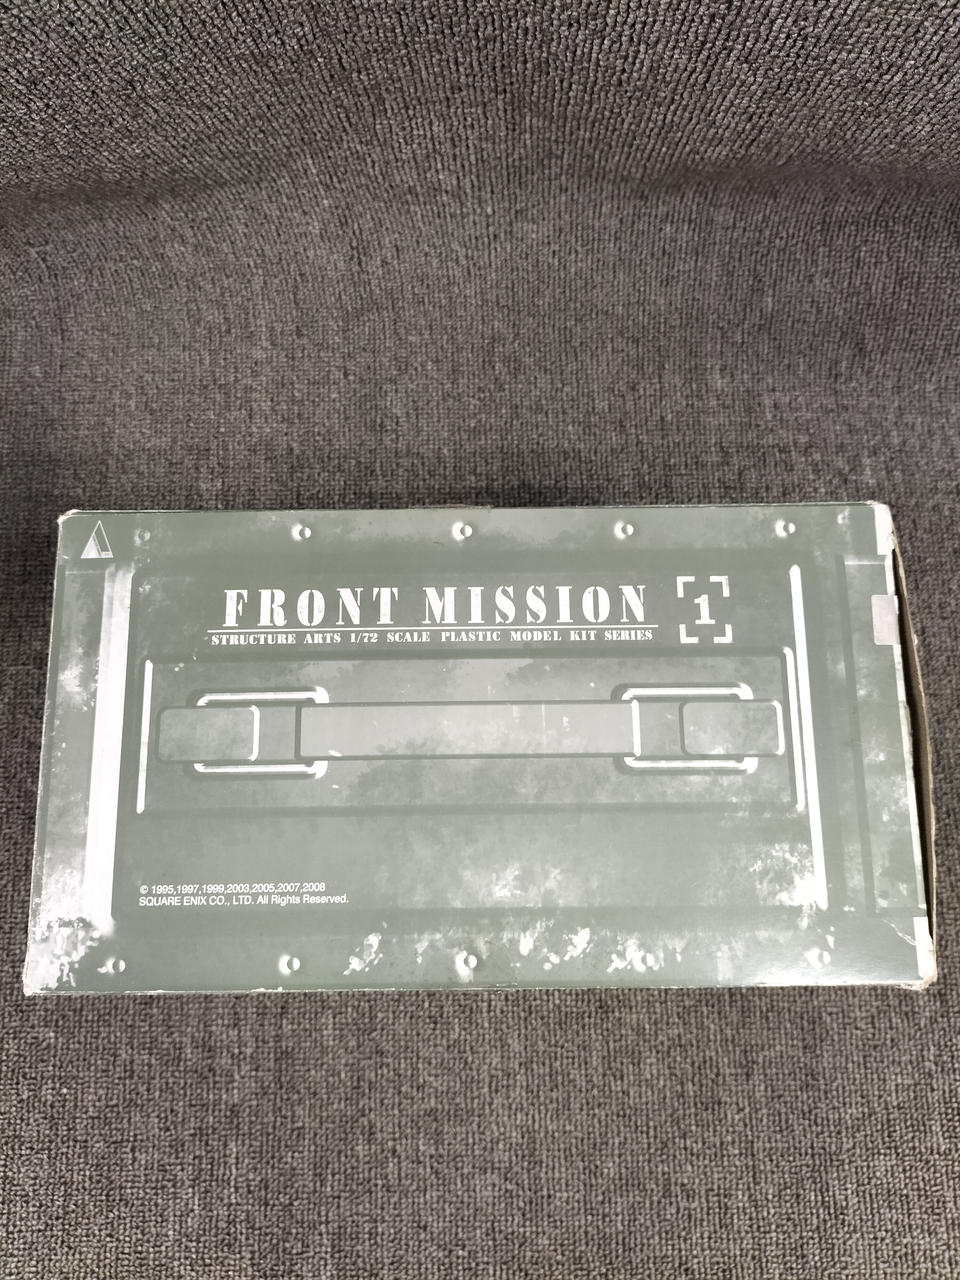 FRONT MISSION
1
STRUCTURE ARTS 1/72 SCALE PLASTIC MODEL KIT SERIES
© 1995,1997,1999,2003,2005,2007,2008
SQUARE ENIX CO., LTD. All Rights Reserved.